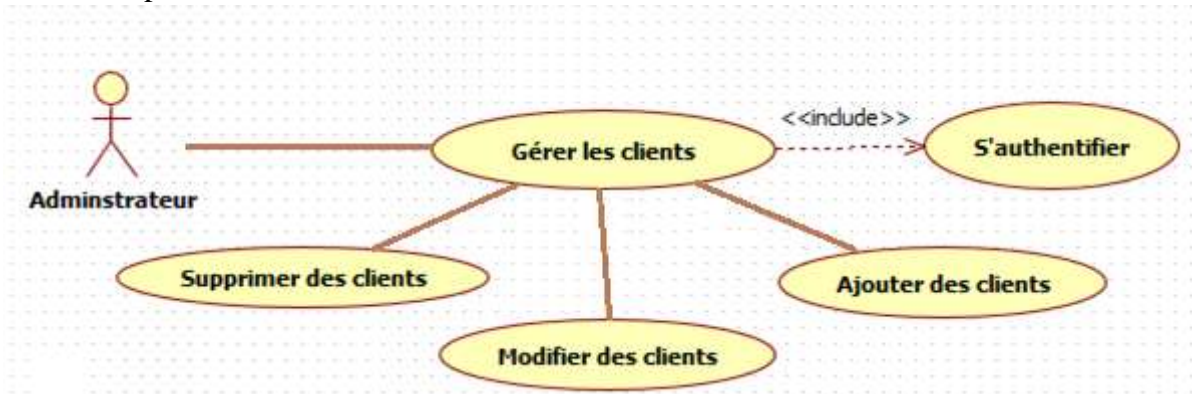 <<include>>
Gérer les clients
S'authentifier
Adminstrateur
Supprimer des clients
Ajouter des clients
Modifier des clients